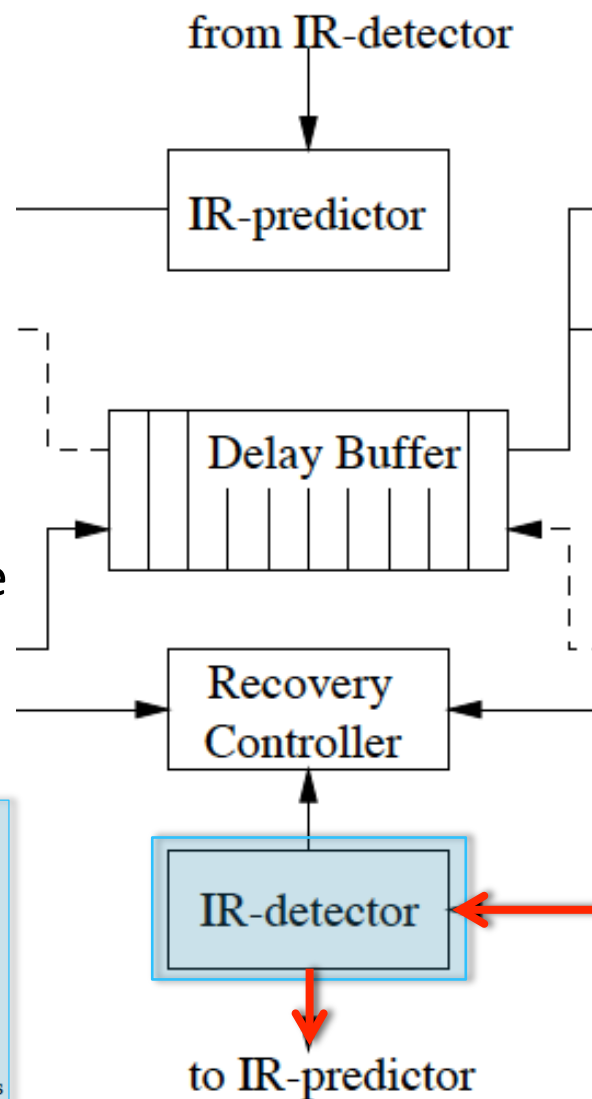 from IR-detector
IR-predictor
Delay Buffer
e
Recovery
Controller
IR-detector
to IR-predictor
s